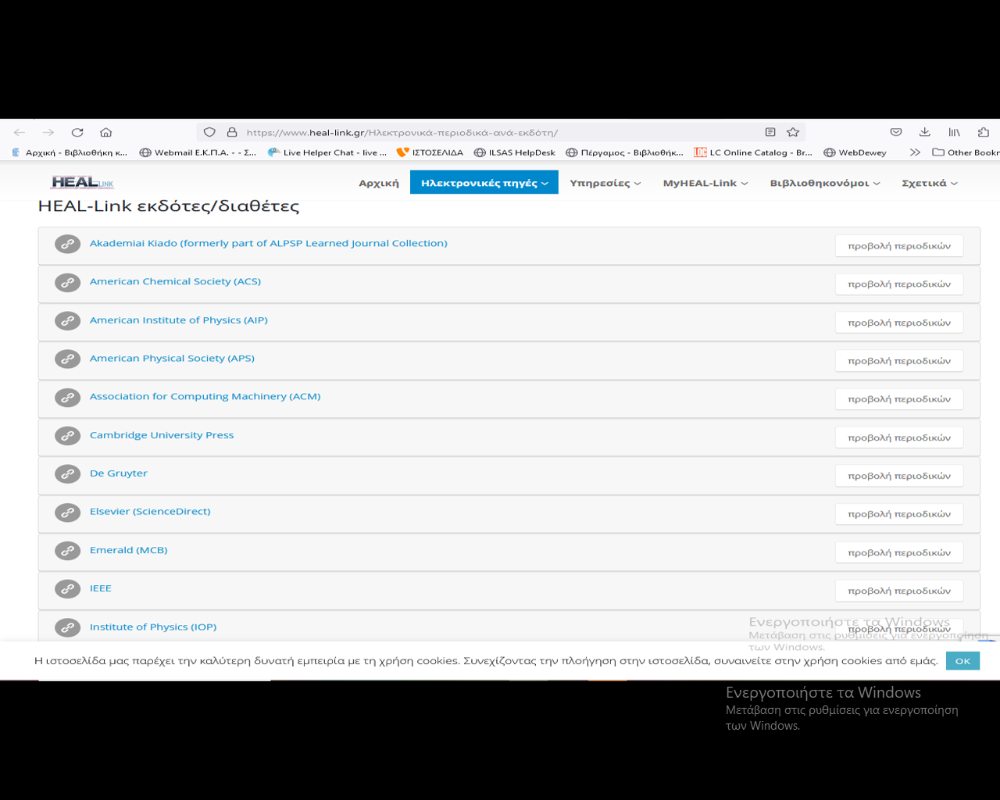 https://www.heal-link.gr/Ηλεκτρονικά-περιοδικά-ανά-εκδότη/
Αρχική - Βιβλιοθήκη κ... Webmail Ε.Κ.Π.Α. - - Σ... Live Helper Chat - live ... ΙΣΤΟΣΕΛΙΔΑ ILSAS HelpDesk Πέργαμος - Βιβλιοθήκ... LC Online Catalog - Br... WebDewey Other Bookm
HEAL LINK Αρχική Ηλεκτρονικές πηγές Υπηρεσίες MyHEAL-Link Βιβλιοθηκονόμοι Σχετικά
HEAL-Link εκδότες/διαθέτες
Akademiai Kiado (formerly part of ALPSP Learned Journal Collection) προβολή περιοδικών
American Chemical Society (ACS) προβολή περιοδικών
American Institute of Physics (AIP) προβολή περιοδικών
American Physical Society (APS) προβολή περιοδικών
Association for Computing Machinery (ACM) προβολή περιοδικών
Cambridge University Press προβολή περιοδικών
De Gruyter προβολή περιοδικών
Elsevier (ScienceDirect) προβολή περιοδικών
Emerald (MCB) προβολή περιοδικών
IEEE προβολή περιοδικών
Institute of Physics (IOP) προβολή περιοδικών
Ενεργοποιήστε τα Windows
Μετάβαση στις ρυθμίσεις για ενεργοποίηση
των Windows.
Η ιστοσελίδα μας παρέχει την καλύτερη δυνατή εμπειρία με τη χρήση cookies. Συνεχίζοντας την πλοήγηση στην ιστοσελίδα, συναινείτε στην χρήση cookies από εμάς. OK
Ενεργοποιήστε τα Windows
Μετάβαση στις ρυθμίσεις για ενεργοποίηση
των Windows.